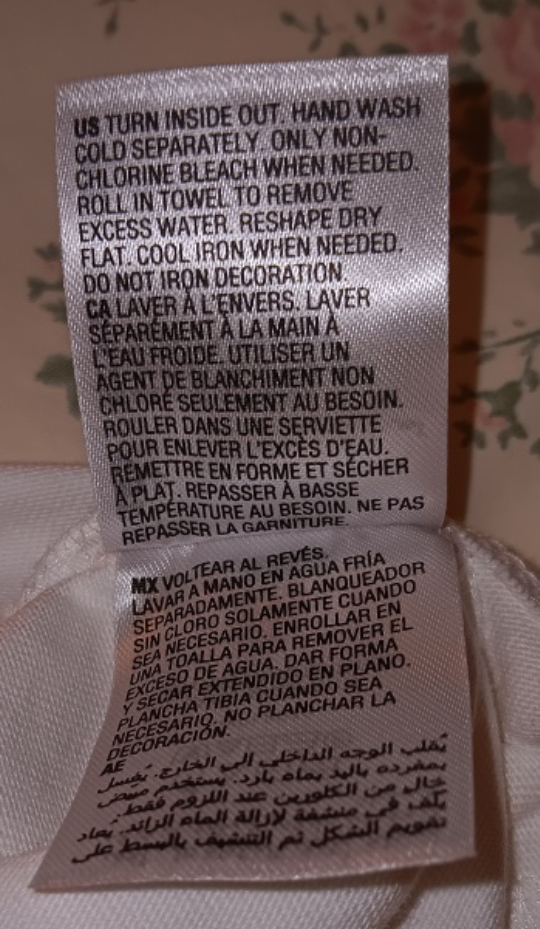 US TURN INSIDE OUT. HAND WASH
COLD SEPARATELY. ONLY NON-
CHLORINE BLEACH WHEN NEEDED.
ROLL IN TOWEL TO REMOVE
EXCESS WATER. RESHAPE DRY
FLAT. COOL IRON WHEN NEEDED.
DO NOT IRON DECORATION.
CA LAVER À L'ENVERS. LAVER
SÉPARÉMENT À LA MAIN À
L'EAU FROIDE. UTILISER UN
AGENT DE BLANCHIMENT NON
CHLORÉ SEULEMENT AU BESOIN.
ROULER DANS UNE SERVIETTE
POUR ENLEVER L'EXCÈS D'EAU.
REMETTRE EN FORME ET SÉCHER
À PLAT. REPASSER À BASSE
TEMPÉRATURE AU BESOIN. NE PAS
REPASSER LA GARNITURE.
MX VOLTEAR AL REVÉS.
LAVAR A MANO EN AGUA FRÍA
SEPARADAMENTE. BLANQUEADOR
SIN CLORO SOLAMENTE CUANDO
SEA NECESARIO. ENROLLAR EN
UNA TOALLA PARA REMOVER EL
EXCESO DE AGUA. DAR FORMA
Y SECAR EXTENDIDO EN PLANO.
PLANCHA TIBIA CUANDO SEA
NECESARIO. NO PLANCHAR LA
DECORACIÓN.
AE
يُقلب الوجه الداخلي إلى الخارج. يُغسل
بمفرده باليد بماء بارد. يستخدم مبيض
خال من الكلورين عند اللزوم فقط.
يلف في منشفة لإزالة الماء الزائد. يعاد
تقويم الشكل ثم التنشيف بالبسط على